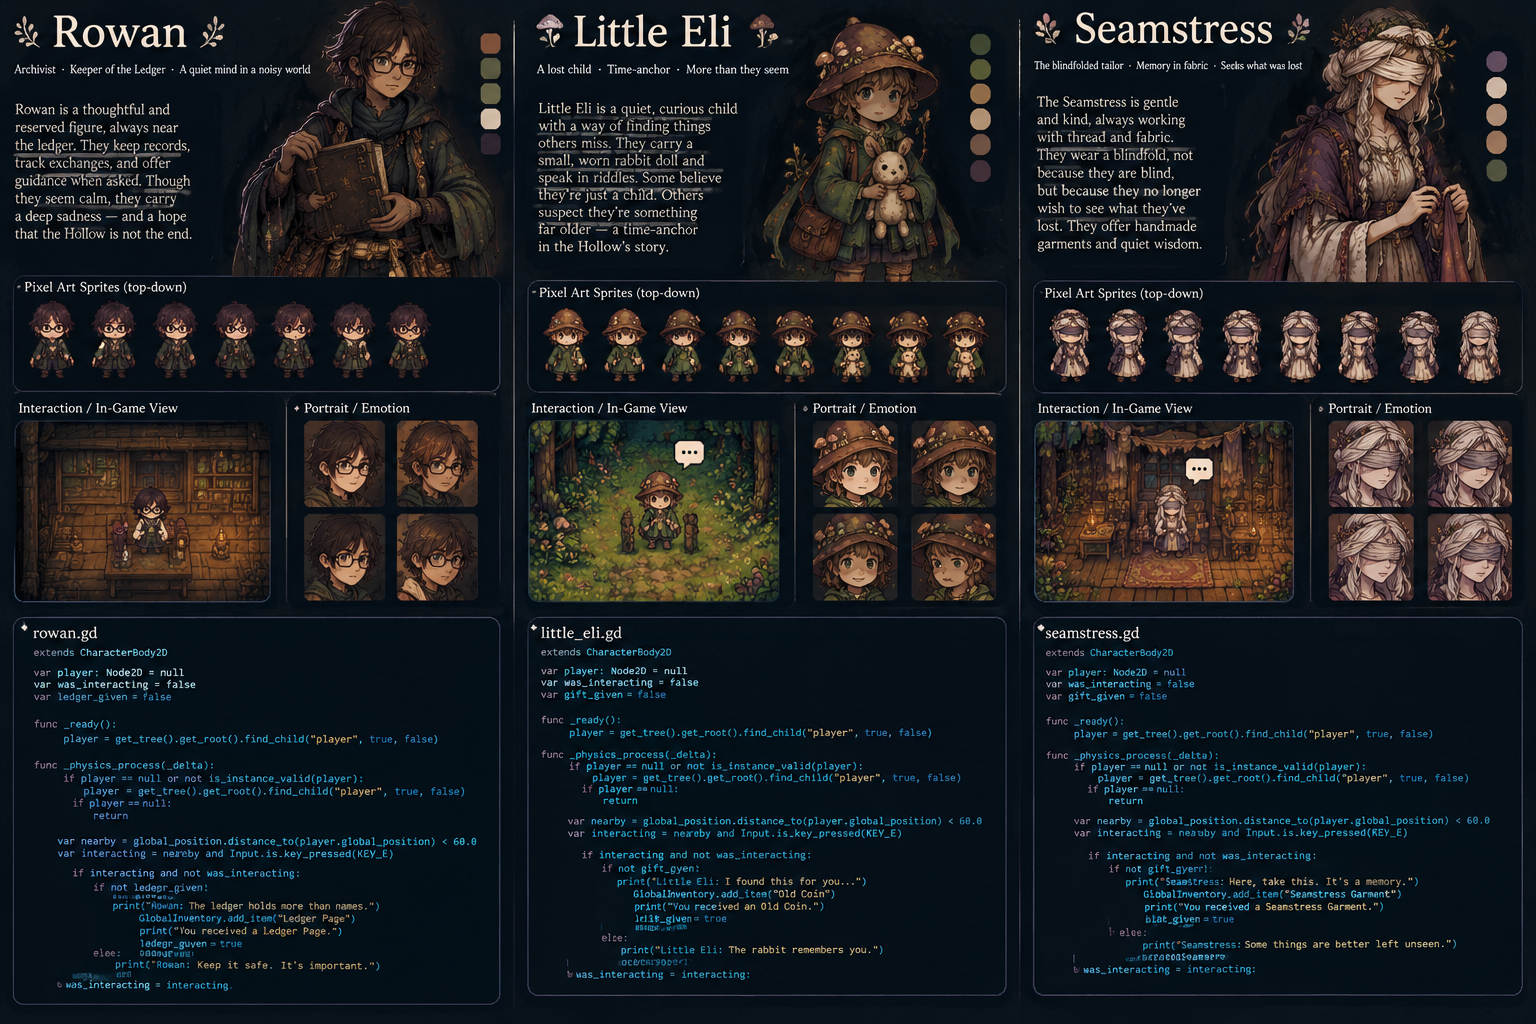 Rowan
Archivist · Keeper of the Ledger · A quiet mind in a noisy world
Rowan is a thoughtful and
reserved figure, always near
the ledger. They keep records,
track exchanges, and offer
guidance when asked. Though
they seem calm, they carry
a deep sadness — and a hope
that the Hollow is not the end.
Pixel Art Sprites (top-down)
Interaction / In-Game View
Portrait / Emotion
rowan.gd
extends CharacterBody2D
var player: Node2D = null
var was_interacting = false
var ledger_given = false
func _ready():
player = get_tree().get_root().find_child("player", true, false)
func _physics_process(_delta):
if player == null or not is_instance_valid(player):
player = get_tree().get_root().find_child("player", true, false)
if player == null:
return
var nearby = global_position.distance_to(player.global_position) < 60.0
var interacting = nearby and Input.is_key_pressed(KEY_E)
if interacting and not was_interacting:
if not ledger_given:
print("Rowan: The ledger holds more than names.")
GlobalInventory.add_item("Ledger Page")
print("You received a Ledger Page.")
= true
else:
print("Rowan: Keep it safe. It's important.")
was_interacting = interacting
Little Eli
A lost child · Time-anchor · More than they seem
Little Eli is a quiet, curious child
with a way of finding things
others miss. They carry a
small, worn rabbit doll and
speak in riddles. Some believe
they're just a child. Others
suspect they're something
far older — a time-anchor
in the Hollow's story.
Pixel Art Sprites (top-down)
Interaction / In-Game View
...
Portrait / Emotion
little_eli.gd
extends CharacterBody2D
var player: Node2D = null
var was_interacting = false
var gift_given = false
func _ready():
player = get_tree().get_root().find_child("player", true, false)
func _physics_process(_delta):
if player == null or not is_instance_valid(player):
player = get_tree().get_root().find_child("player", true, false)
if player == null:
return
var nearby = global_position.distance_to(player.global_position) < 60.0
var interacting = nearby and Input.is_key_pressed(KEY_E)
if interacting and not was_interacting:
if not gift_gyen:
print("Little Eli: I found this for you...")
GlobalInventory.add_item("Old Coin")
print("You received an Old Coin.")
= true
else:
print("Little Eli: The rabbit remembers you.")
was_interacting = interacting:
Seamstress
The blindfolded tailor · Memory in fabric · what was lost
The Seamstress is gentle
and kind, always working
with thread and fabric.
They wear a blindfold, not
because they are blind,
but because they no longer
wish to see what they've
lost. They offer handmade
garments and quiet wisdom.
Pixel Art Sprites (top-down)
Interaction / In-Game View
...
Portrait / Emotion
seamstress.gd
extends CharacterBody2D
var player: Node2D = null
var was_interacting = false
var gift_given = false
func _ready():
player = get_tree().get_root().find_child("player", true, false)
func _physics_process(_delta):
if player == null or not is_instance_valid(player):
player = get_tree().get_root().find_child("player", true, false)
if player == null:
return
var nearby = global_position.distance_to(player.global_position) < 60.0
var interacting = nearby and Input.is_key_pressed(KEY_E)
if interacting and not was_interacting:
if not
print("Seamstress: Here, take this. It's a memory.")
GlobalInventory.add_item("Seamstress Garment")
print("You received a Seamstress Garment.")
= true
else:
print("Seamstress: Some things are better left unseen.")
was_interacting = interacting: